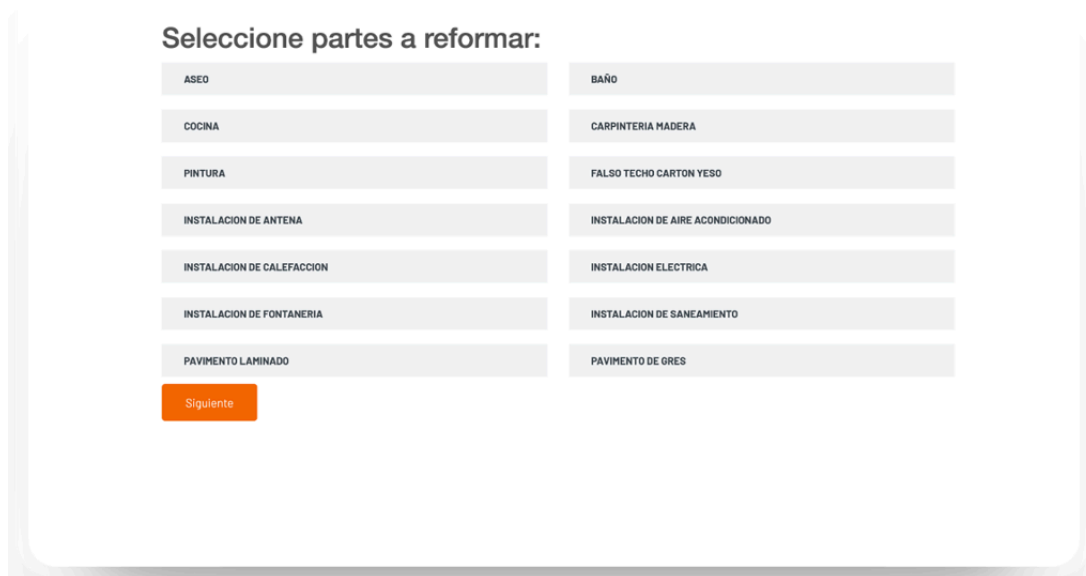 Seleccione partes a reformar:
ASEO
BAÑO
COCINA
CARPINTERIA MADERA
PINTURA
FALSO TECHO CARTON YESO
INSTALACION DE ANTENA
INSTALACION DE AIRE ACONDICIONADO
INSTALACION DE CALEFACCION
INSTALACION ELECTRICA
INSTALACION DE FONTANERIA
INSTALACION DE SANEAMIENTO
PAVIMENTO LAMINADO
PAVIMENTO DE GRES
Siguiente